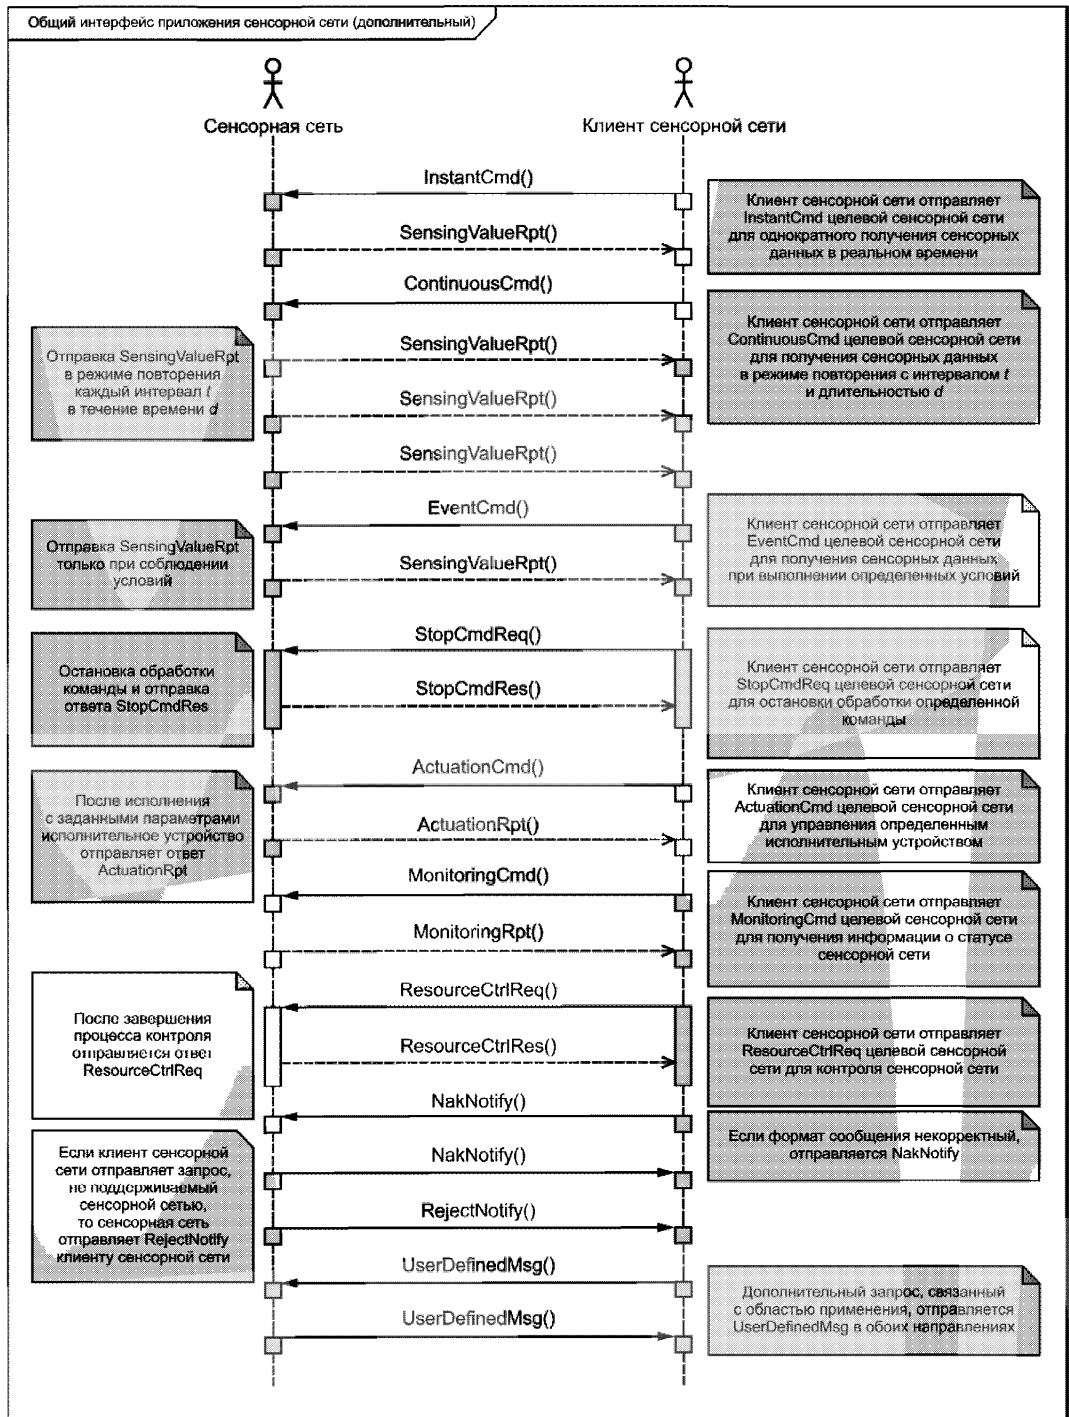 Общий интерфейс приложения сенсорной сети (дополнительный)
Сенсорная сеть
Клиент сенсорной сети
InstantCmd()
Клиент сенсорной сети отправляет
InstantCmd целевой сенсорной сети
для однократного получения сенсорных
данных в реальном времени
SensingValueRpt()
ContinuousCmd()
Клиент сенсорной сети отправляет
ContinuousCmd целевой сенсорной сети
для получения сенсорных данных
в режиме повторения с интервалом t
и длительностью d
Отправка SensingValueRpt
в режиме повторения
каждый интервал t
в течение времени d
SensingValueRpt()
SensingValueRpt()
SensingValueRpt()
EventCmd()
Клиент сенсорной сети отправляет
EventCmd целевой сенсорной сети
для получения сенсорных данных
при выполнении определенных условий
Отправка SensingValueRpt
только при соблюдении
условий
SensingValueRpt()
StopCmdReq()
Клиент сенсорной сети отправляет
StopCmdReq целевой сенсорной сети
для остановки обработки определенной
команды
Остановка обработки
команды и отправка
ответа StopCmdRes
StopCmdRes()
ActuationCmd()
Клиент сенсорной сети отправляет
ActuationCmd целевой сенсорной сети
для управления определенным
исполнительным устройством
После исполнения
с заданными параметрами
исполнительное устройство
отправляет ответ
ActuationRpt
ActuationRpt()
MonitoringCmd()
Клиент сенсорной сети отправляет
MonitoringCmd целевой сенсорной сети
для получения информации о статусе
сенсорной сети
MonitoringRpt()
ResourceCtrlReq()
После завершения
процесса контроля
отправляется ответ
ResourceCtrlReq
Клиент сенсорной сети отправляет
ResourceCtrlReq целевой сенсорной
сети для контроля сенсорной сети
ResourceCtrlRes()
NakNotify()
Если формат сообщения некорректный,
отправляется NakNotify
NakNotify()
Если клиент сенсорной
сети отправляет запрос,
не поддерживаемый
сенсорной сетью,
то сенсорная сеть
отправляет RejectNotify
клиенту сенсорной сети
RejectNotify()
UserDefinedMsg()
Дополнительный запрос, связанный
с областью применения, отправляется
UserDefinedMsg в обоих направлениях
UserDefinedMsg()